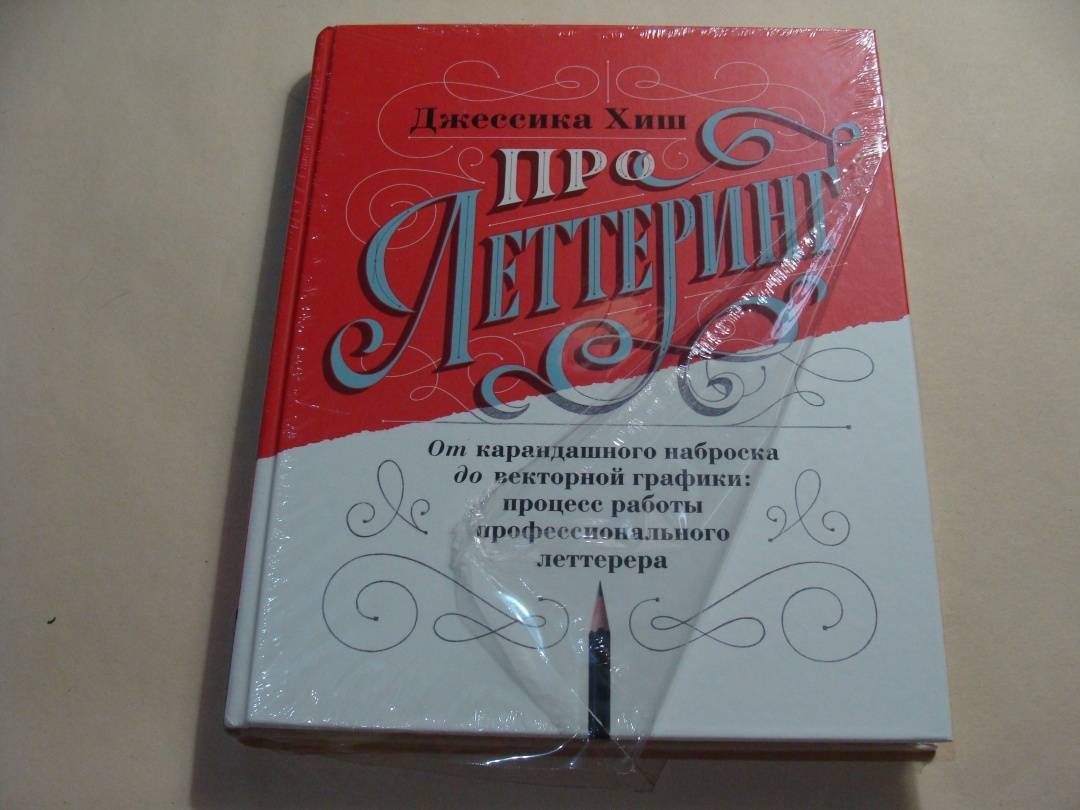 Джессика Хиш
ПРО
ЛЕТТЕРИНГ
От карандашного наброска
до векторной графики:
процесс работы
профессионального
леттерера